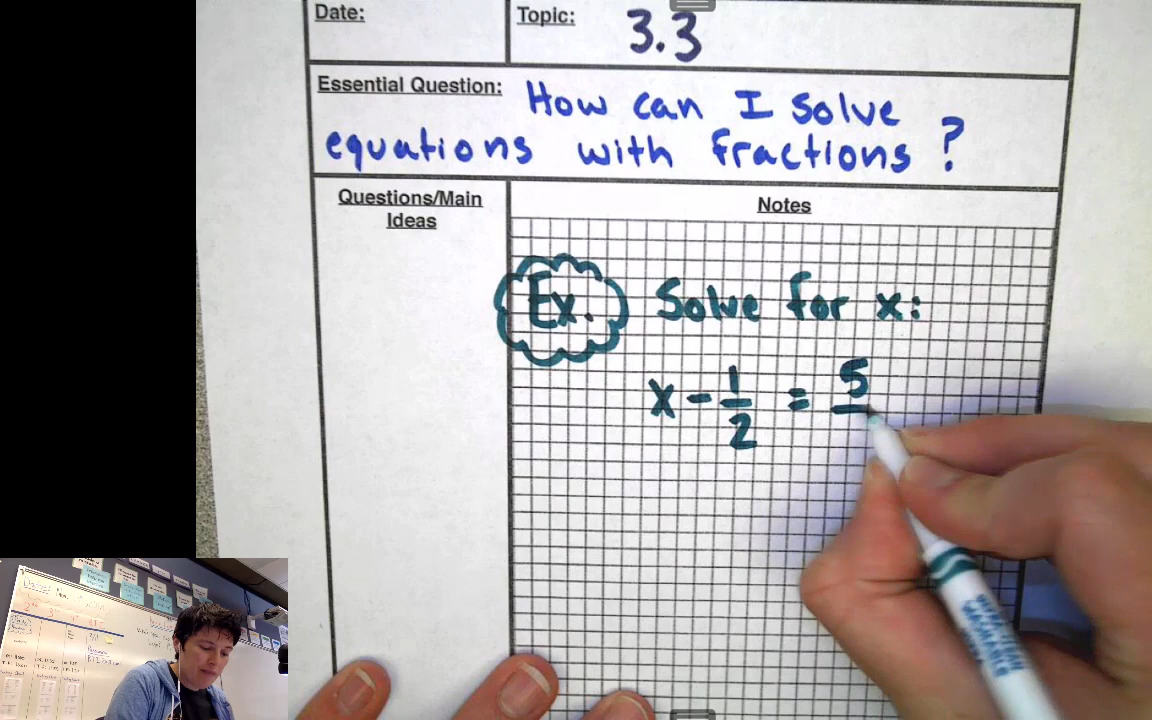 Date:
Topic: 3.3
Essential Question: How can I solve
equations with fractions ?
Questions/Main
Ideas
Notes
Ex. Solve for x:
x - 1/2 = 5